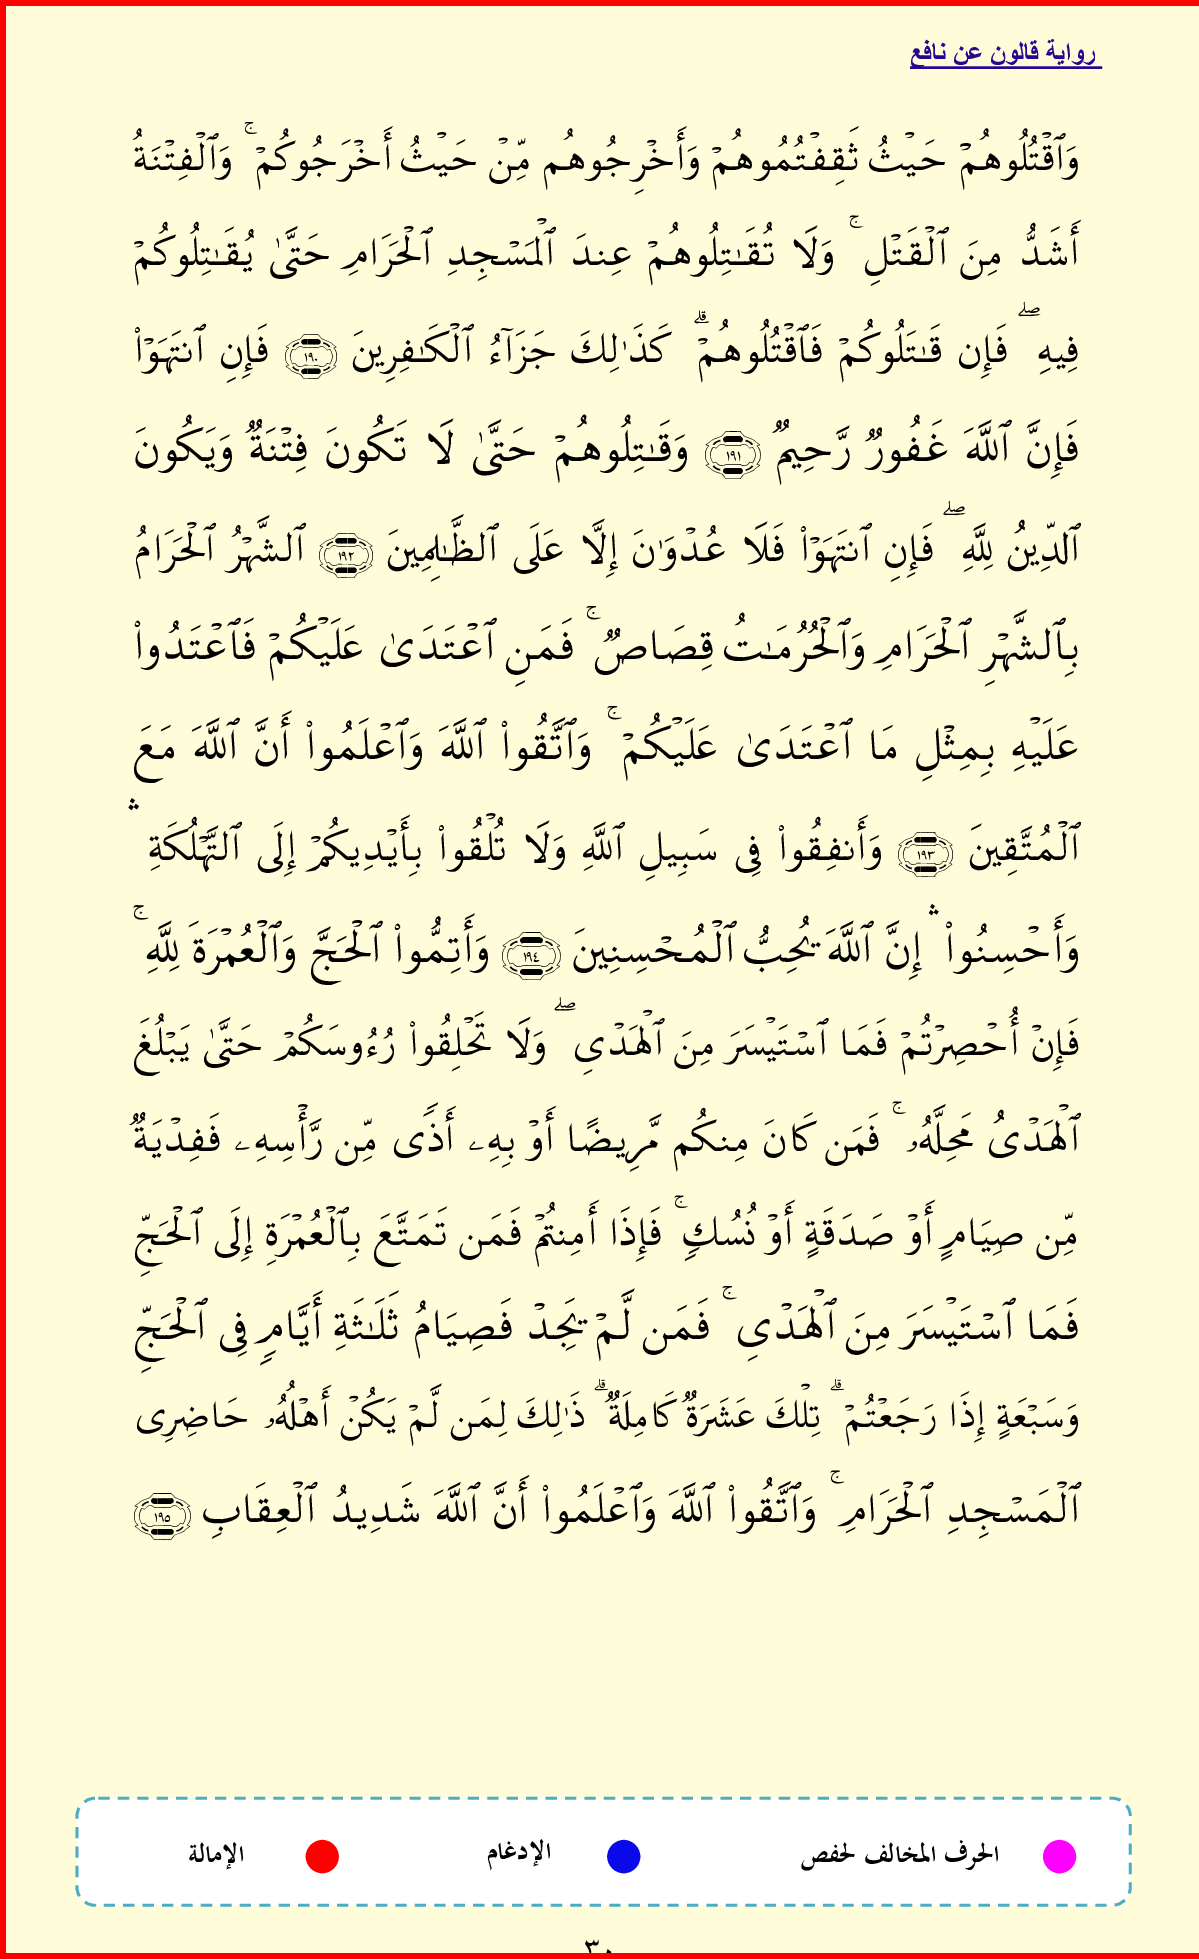 رواية قالون عن نافع
وَٱقۡتُلُوهُمۡ حَيۡثُ ثَقِفۡتُمُوهُمۡ وَأَخۡرِجُوهُم مِّنۡ حَيۡثُ أَخۡرَجُوكُمۡۚ وَٱلۡفِتۡنَةُ
أَشَدُّ مِنَ ٱلۡقَتۡلِۚ وَلَا تُقَٰتِلُوهُمۡ عِندَ ٱلۡمَسۡجِدِ ٱلۡحَرَامِ حَتَّىٰ يُقَٰتِلُوكُمۡ
فِيهِۖ فَإِن قَٰتَلُوكُمۡ فَٱقۡتُلُوهُمۡۗ كَذَٰلِكَ جَزَآءُ ٱلۡكَٰفِرِينَ ١٩٠ فَإِنِ ٱنتَهَوۡاْ
فَإِنَّ ٱللَّهَ غَفُورٞ رَّحِيمٞ ١٩١ وَقَٰتِلُوهُمۡ حَتَّىٰ لَا تَكُونَ فِتۡنَةٞ وَيَكُونَ
ٱلدِّينُ لِلَّهِۖ فَإِنِ ٱنتَهَوۡاْ فَلَا عُدۡوَٰنَ إِلَّا عَلَى ٱلظَّٰلِمِينَ ١٩٢ ٱلشَّهۡرُ ٱلۡحَرَامُ
بِٱلشَّهۡرِ ٱلۡحَرَامِ وَٱلۡحُرُمَٰتُ قِصَاصٞۚ فَمَنِ ٱعۡتَدَىٰ عَلَيۡكُمۡ فَٱعۡتَدُواْ
عَلَيۡهِ بِمِثۡلِ مَا ٱعۡتَدَىٰ عَلَيۡكُمۡۚ وَٱتَّقُواْ ٱللَّهَ وَٱعۡلَمُواْ أَنَّ ٱللَّهَ مَعَ
ٱلۡمُتَّقِينَ ١٩٣ وَأَنفِقُواْ فِي سَبِيلِ ٱللَّهِ وَلَا تُلۡقُواْ بِأَيۡدِيكُمۡ إِلَى ٱلتَّهۡلُكَةِۛ
وَأَحۡسِنُواْۛ إِنَّ ٱللَّهَ يُحِبُّ ٱلۡمُحۡسِنِينَ ١٩٤ وَأَتِمُّواْ ٱلۡحَجَّ وَٱلۡعُمۡرَةَ لِلَّهِۚ
فَإِنۡ أُحۡصِرۡتُمۡ فَمَا ٱسۡتَيۡسَرَ مِنَ ٱلۡهَدۡيِۖ وَلَا تَحۡلِقُواْ رُءُوسَكُمۡ حَتَّىٰ يَبۡلُغَ
ٱلۡهَدۡيُ مَحِلَّهُۥۚ فَمَن كَانَ مِنكُم مَّرِيضًا أَوۡ بِهِۦ أَذٗى مِّن رَّأۡسِهِۦ فَفِدۡيَةٞ
مِّن صِيَامٍ أَوۡ صَدَقَةٍ أَوۡ نُسُكٖۚ فَإِذَا أَمِنتُمۡ فَمَن تَمَتَّعَ بِٱلۡعُمۡرَةِ إِلَى ٱلۡحَجِّ
فَمَا ٱسۡتَيۡسَرَ مِنَ ٱلۡهَدۡيِۚ فَمَن لَّمۡ يَجِدۡ فَصِيَامُ ثَلَٰثَةِ أَيَّامٖ فِي ٱلۡحَجِّ
وَسَبۡعَةٍ إِذَا رَجَعۡتُمۡۗ تِلۡكَ عَشَرَةٞ كَامِلَةٞۗ ذَٰلِكَ لِمَن لَّمۡ يَكُنۡ أَهۡلُهُۥ حَاضِرِي
ٱلۡمَسۡجِدِ ٱلۡحَرَامِۚ وَٱتَّقُواْ ٱللَّهَ وَٱعۡلَمُواْ أَنَّ ٱللَّهَ شَدِيدُ ٱلۡعِقَابِ ١٩٥
الحرف المخالف لحفص الإدغام الإمالة
٣٠